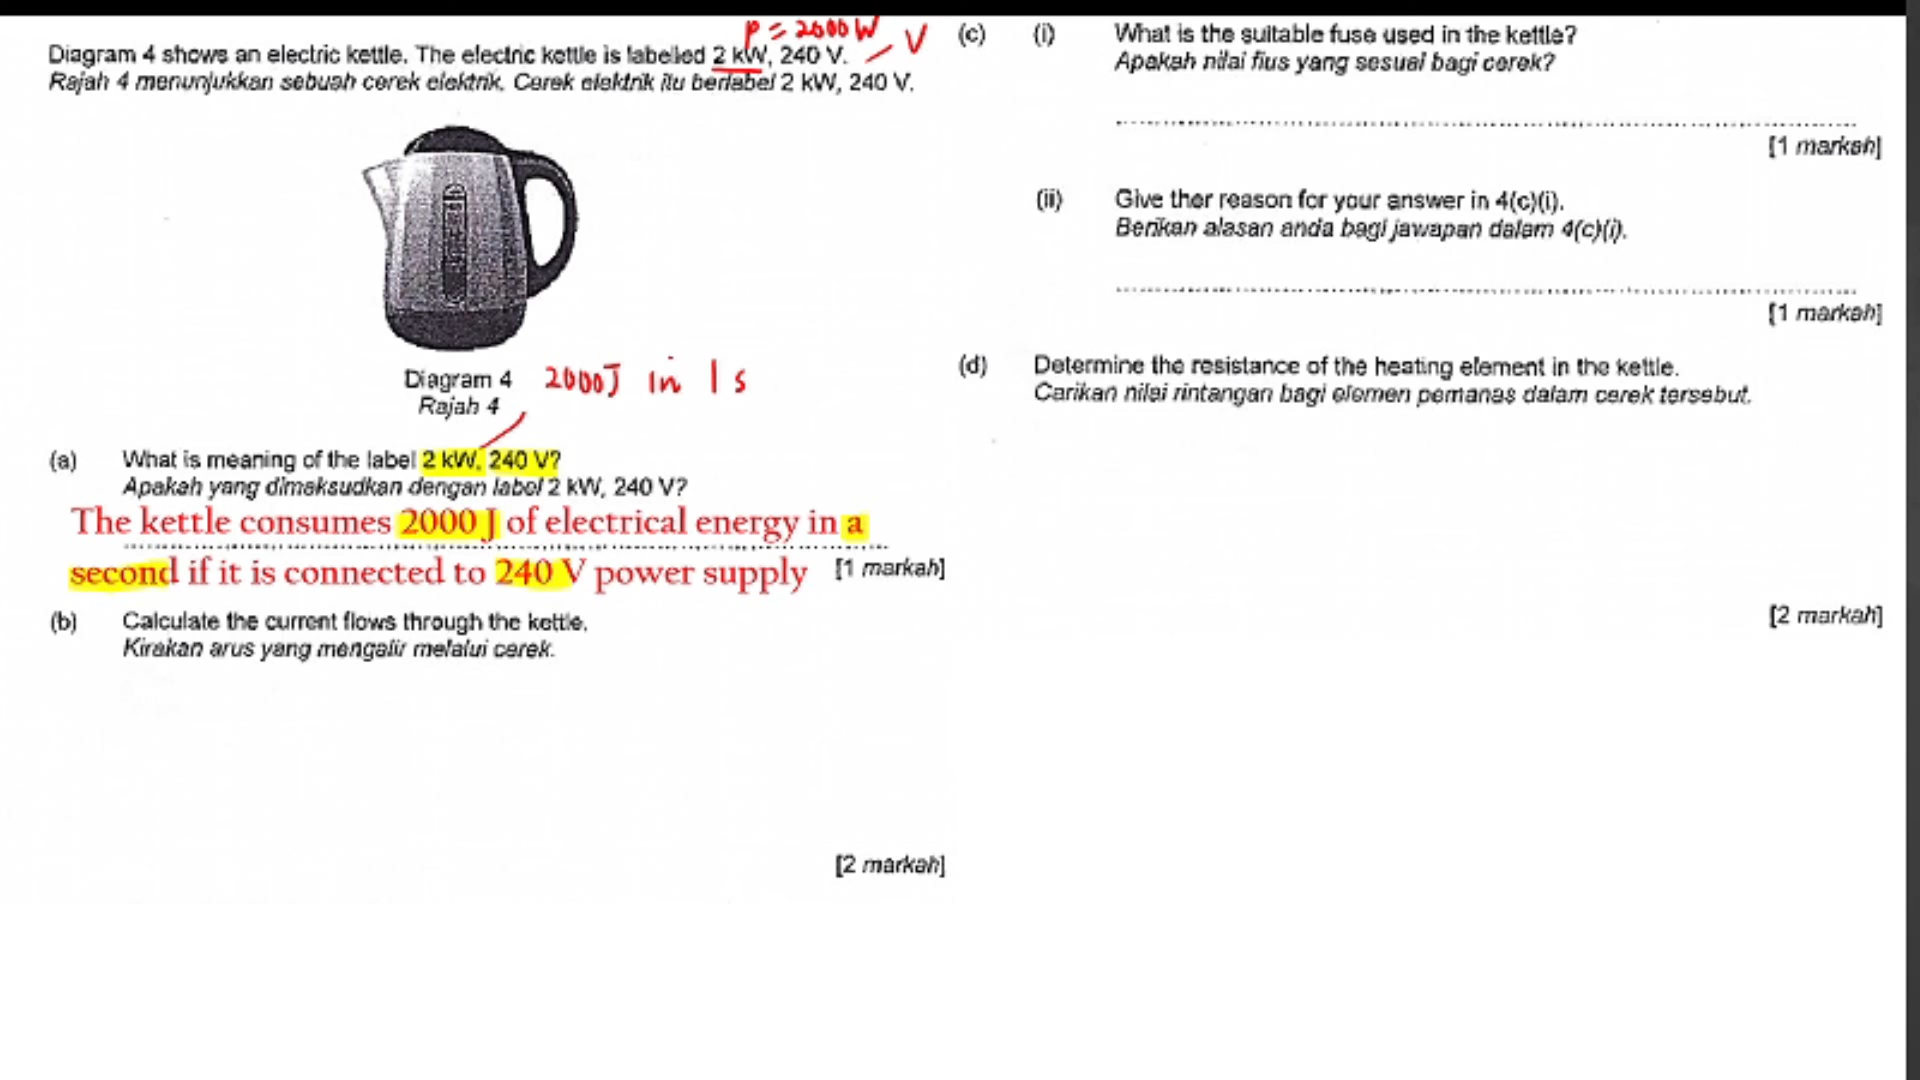 p = 2000W
V
Diagram 4 shows an electric kettle. The electric kettle is labelled 2 kW, 240 V.
Rajah 4 menunjukkan sebuah cerek elektrik. Cerek elektrik itu berlabel 2 kW, 240 V.
Diagram 4
Rajah 4
2000J in 1 s
(a) What is meaning of the label 2 kW, 240 V?
Apakah yang dimaksudkan dengan label 2 kW, 240 V?
The kettle consumes 2000 J of electrical energy in a
second if it is connected to 240 V power supply
[1 markah]
(b) Calculate the current flows through the kettle.
Kirakan arus yang mengalir melalui cerek.
[2 markah]
(c) (i) What is the suitable fuse used in the kettle?
Apakah nilai fius yang sesuai bagi cerek?
[1 markah]
(ii) Give ther reason for your answer in 4(c)(i).
Berikan alasan anda bagi jawapan dalam 4(c)(i).
[1 markah]
(d) Determine the resistance of the heating element in the kettle.
Carikan nilai rintangan bagi elemen pemanas dalam cerek tersebut.
[2 markah]